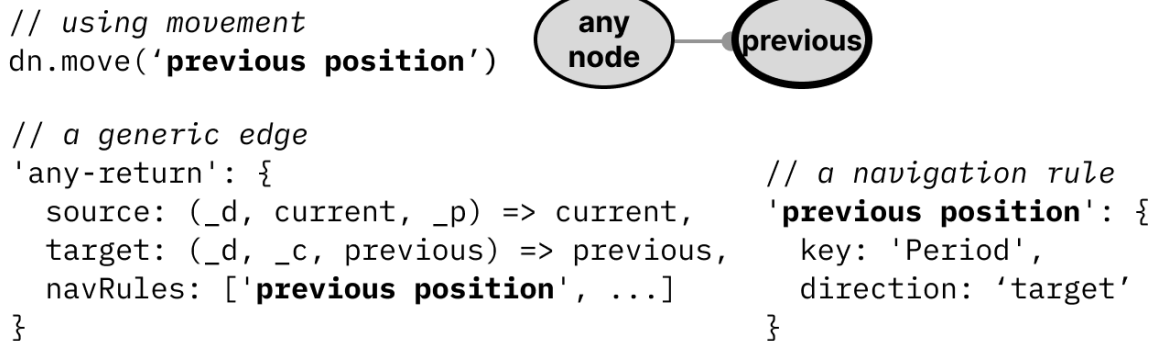 // using movement
dn.move(‘previous position’)
any
node
previous
// a generic edge
'any-return': {
  source: (_d, current, _p) => current,
  target: (_d, _c, previous) => previous,
  navRules: ['previous position', ...]
}
// a navigation rule
'previous position': {
  key: 'Period',
  direction: ‘target’
}